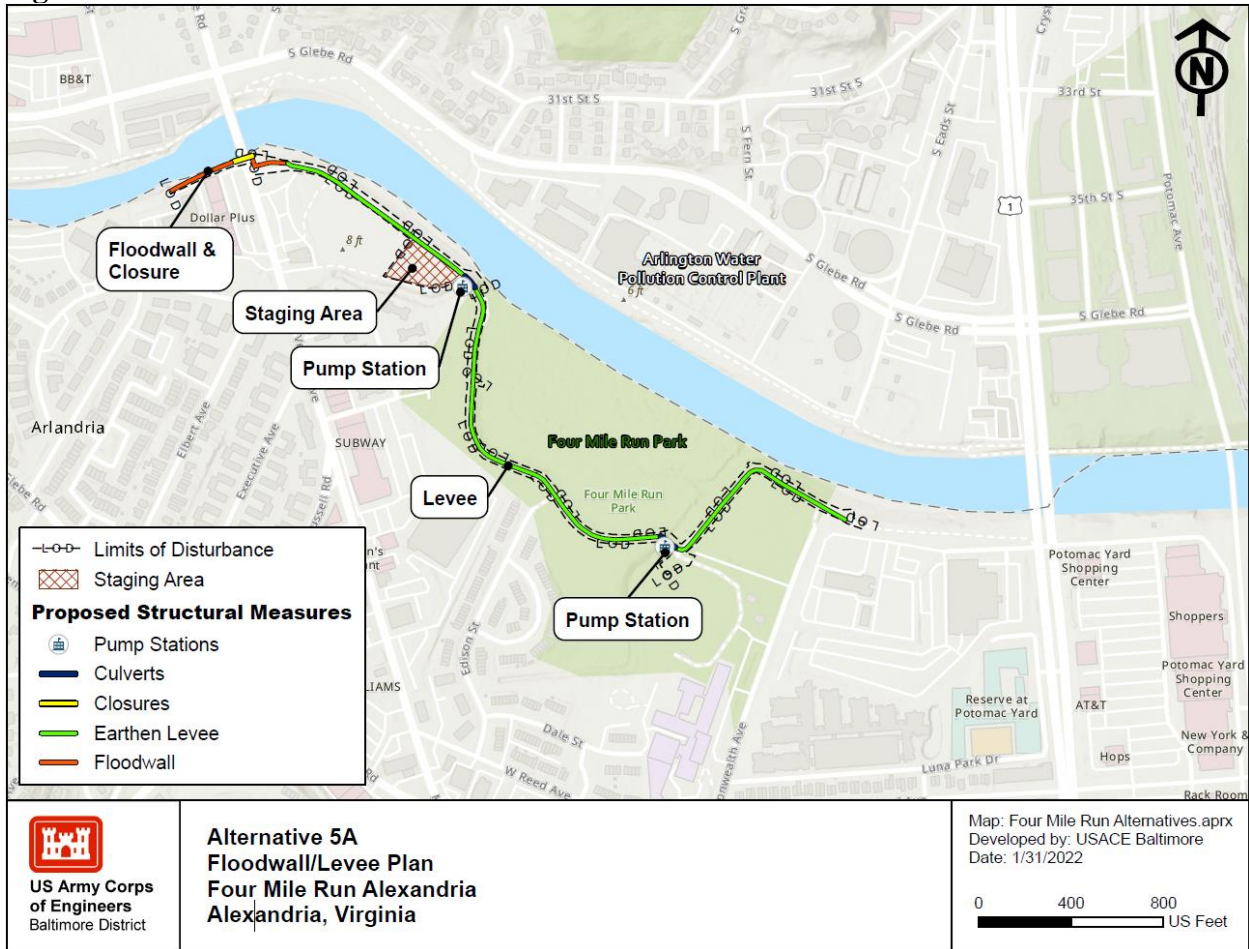 BB&T
S Glebe Rd
S Glebe Rd
31st St S
31st St S
33rd St
S Fern St
S Eads St
35th St S
Potomac Ave
1
N
S Glebe Rd
S Glebe Rd
S Glebe Rd
Dollar Plus
8 ft
6 ft
Arlington Water
Pollution Control Plant
Floodwall &
Closure
Staging Area
Pump Station
Levee
Pump Station
LOD
Four Mile Run Park
Four Mile Run
Park
Arlandria
Elbert Ave
Executive Ave
SUBWAY
Glebe Rd
Edison St
Dale St
W Reed Ave
Luna Park Dr
Potomac Yard
Shopping
Center
Shoppers
Potomac Yard
Shopping
Center
Reserve at
Potomac Yard
AT&T
Hops
New York &
Company
Rack Room
-L-O-D- Limits of Disturbance
Staging Area
Proposed Structural Measures
Pump Stations
Culverts
Closures
Earthen Levee
Floodwall
US Army Corps
of Engineers
Baltimore District
Alternative 5A
Floodwall/Levee Plan
Four Mile Run Alexandria
Alexandria, Virginia
Map: Four Mile Run Alternatives.aprx
Developed by: USACE Baltimore
Date: 1/31/2022
0 400 800
US Feet